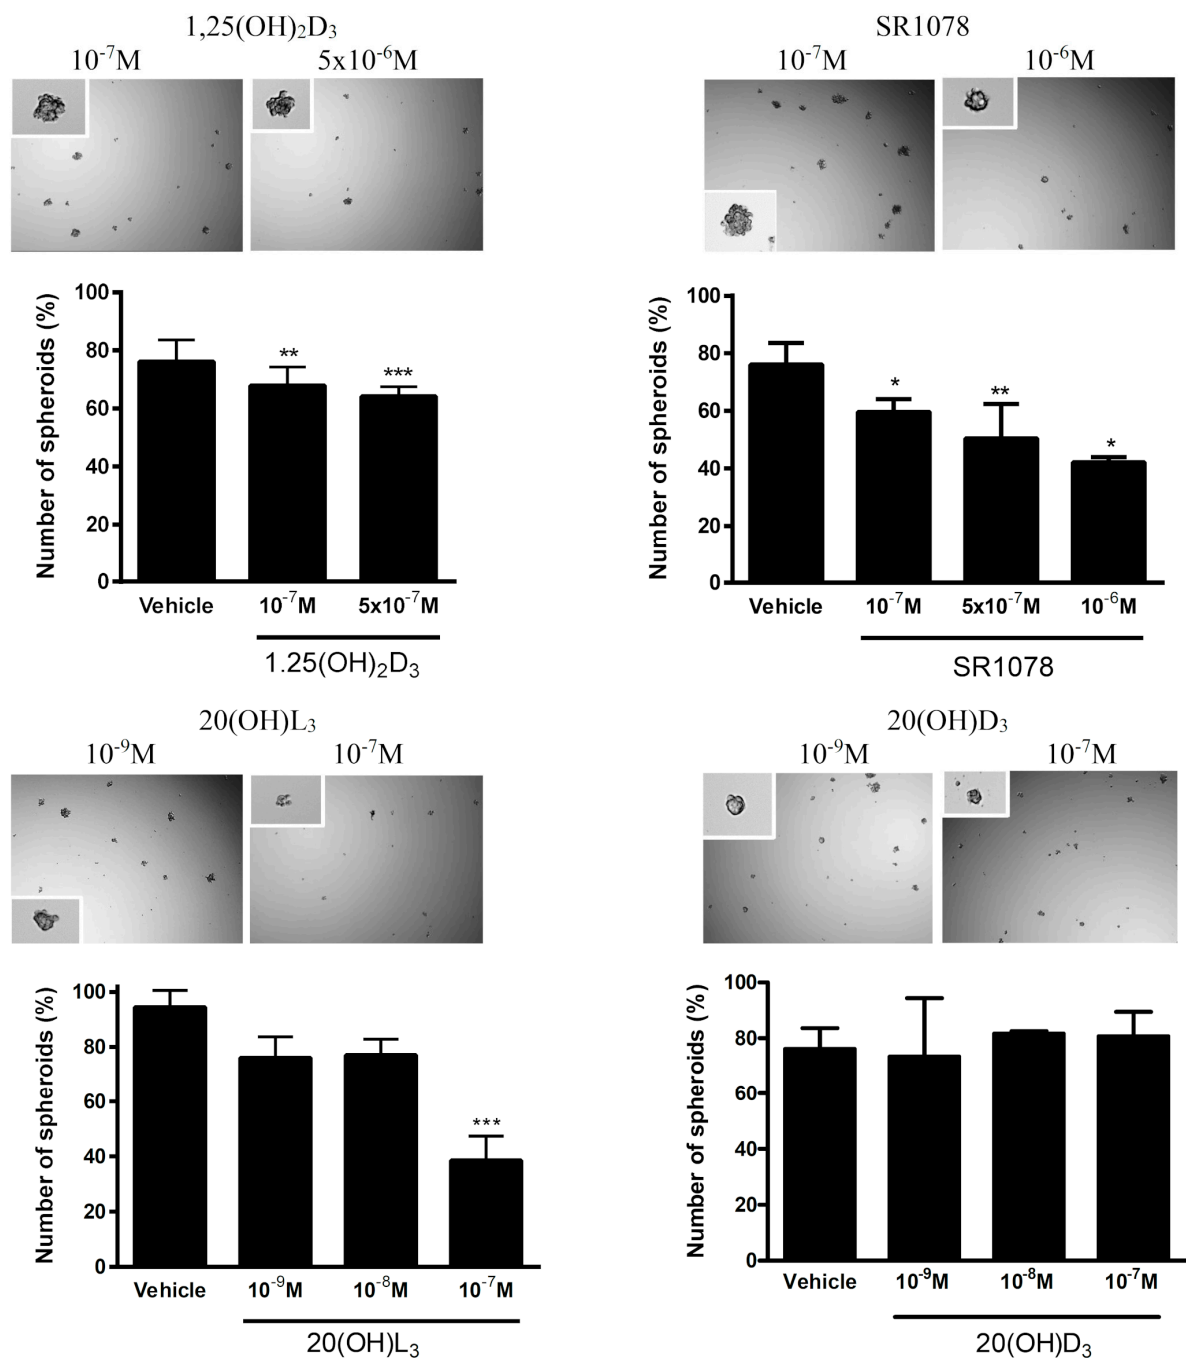 1,25(OH)₂D₃
10⁻⁷M 5x10⁻⁶M
Number of spheroids (%)
100
80
60
40
20
0
** ***
Vehicle 10⁻⁷M 5x10⁻⁷M
1.25(OH)₂D₃
SR1078
10⁻⁷M 10⁻⁶M
Number of spheroids (%)
100
80
60
40
20
0
* ** *
Vehicle 10⁻⁷M 5x10⁻⁷M 10⁻⁶M
SR1078
20(OH)L₃
10⁻⁹M 10⁻⁷M
Number of spheroids (%)
100
80
60
40
20
0
***
Vehicle 10⁻⁹M 10⁻⁸M 10⁻⁷M
20(OH)L₃
20(OH)D₃
10⁻⁹M 10⁻⁷M
Number of spheroids (%)
100
80
60
40
20
0
Vehicle 10⁻⁹M 10⁻⁸M 10⁻⁷M
20(OH)D₃